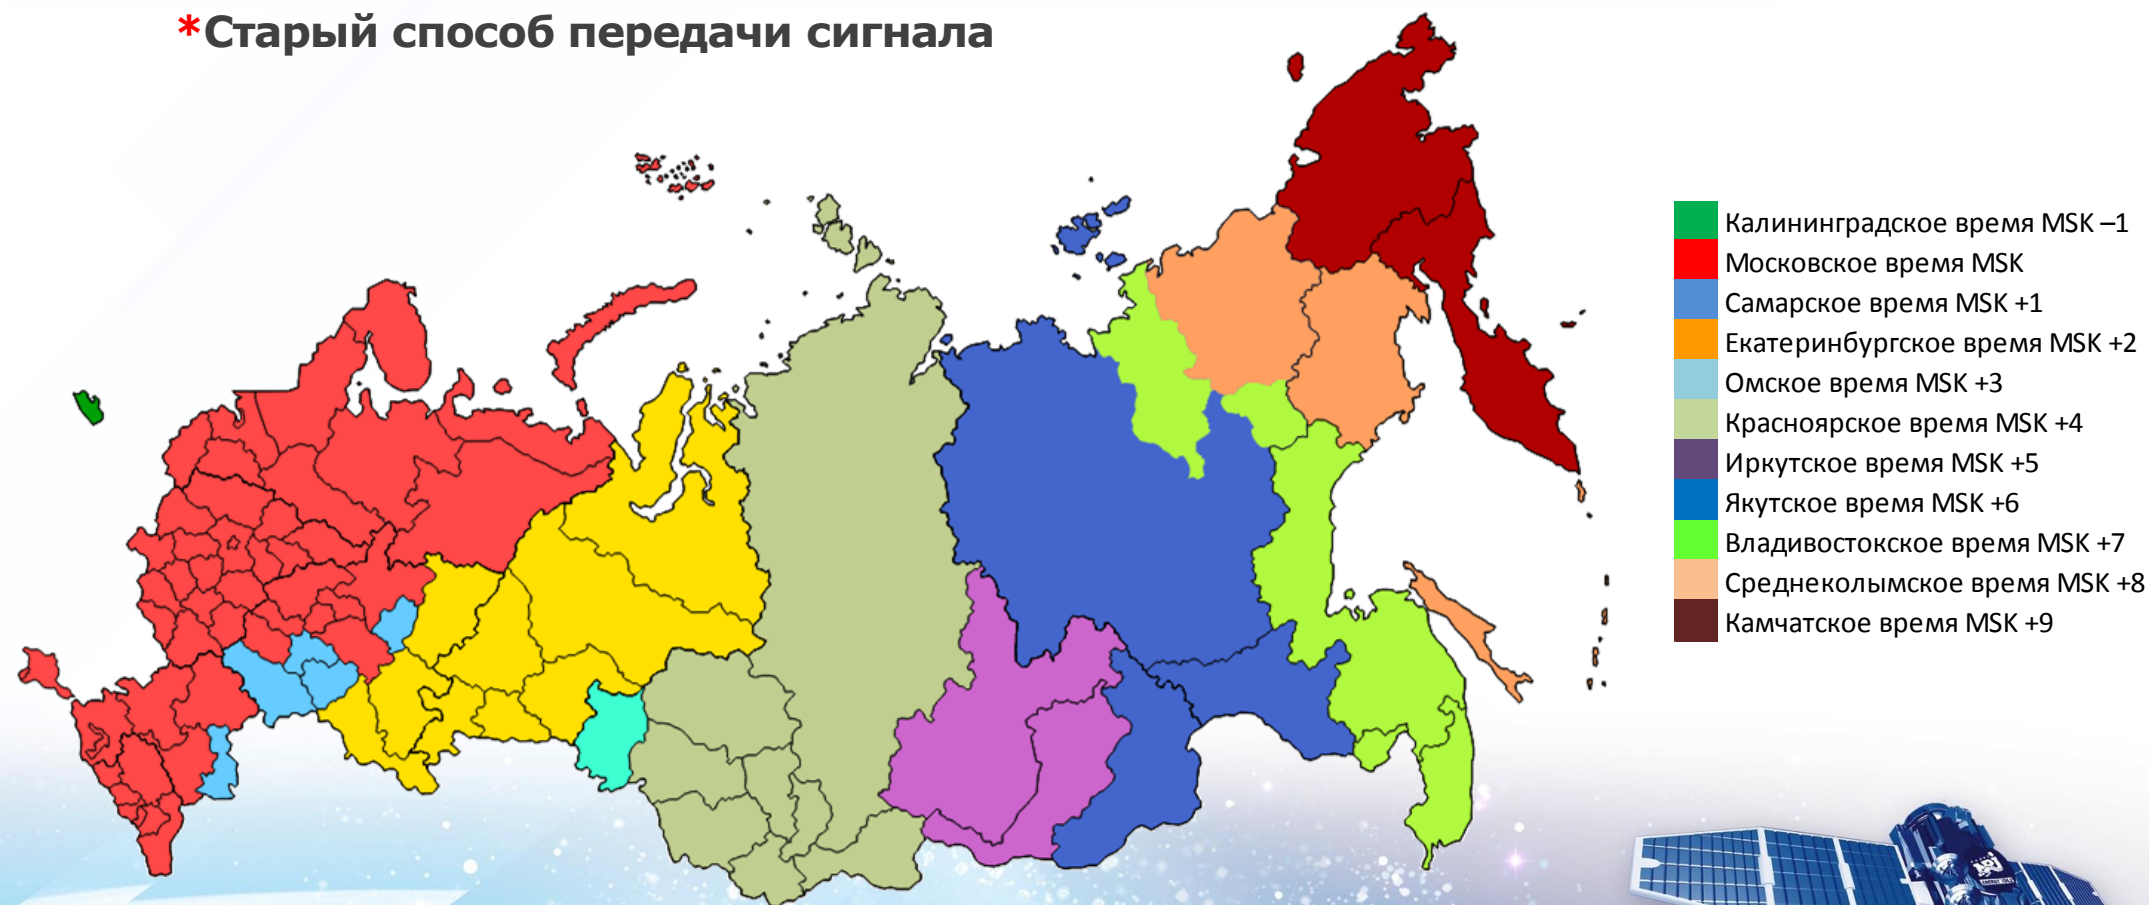 *Старый способ передачи сигнала
Калининградское время MSK –1
Московское время MSK
Самарское время MSK +1
Екатеринбургское время MSK +2
Омское время MSK +3
Красноярское время MSK +4
Иркутское время MSK +5
Якутское время MSK +6
Владивостокское время MSK +7
Среднеколымское время MSK +8
Камчатское время MSK +9